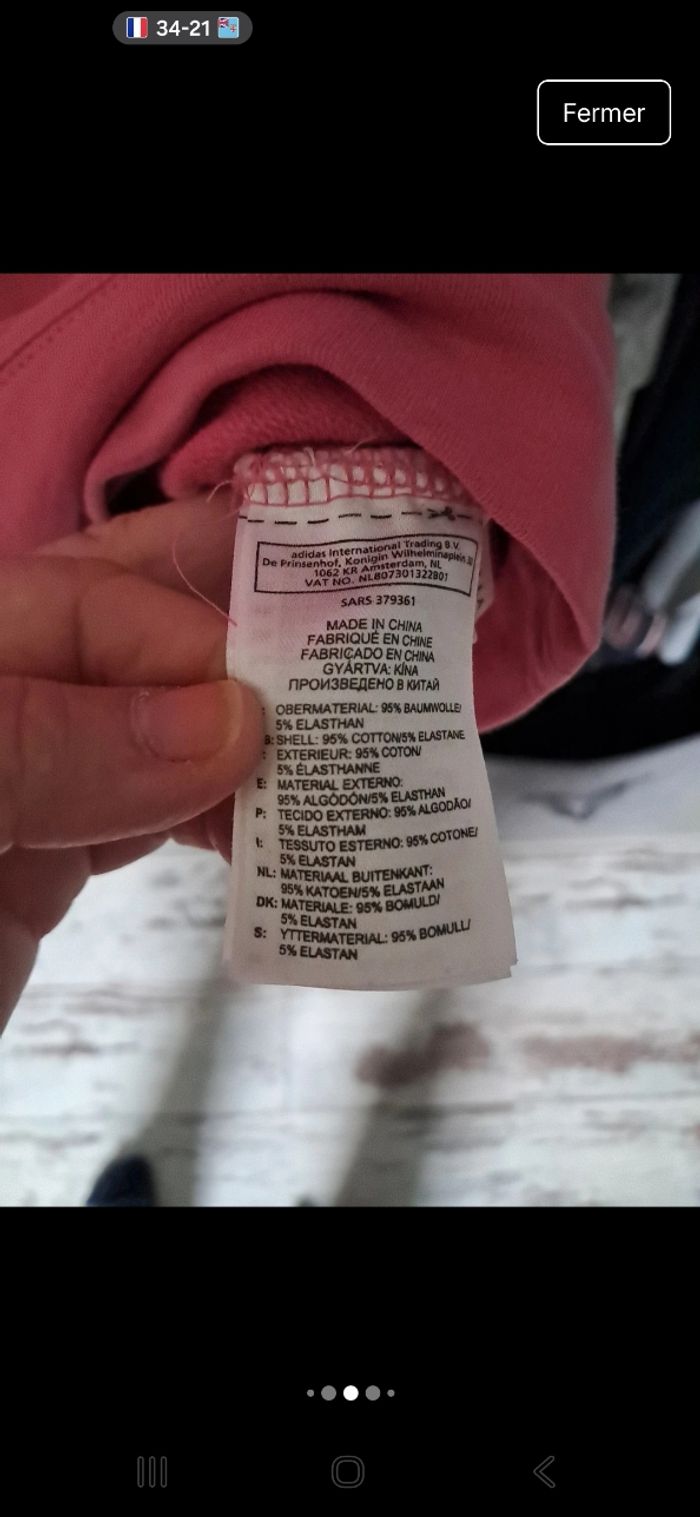 34-21
Fermer
adidas International Trading B.V.
De Prinsenhof, Konigin Wilhelminaplein 30
1062 KR Amsterdam, NL
VAT NO. NL807301322B01
SARS 379361
MADE IN CHINA
FABRIQUÉ EN CHINE
FABRICADO EN CHINA
GYÁRTVA: KÍNA
ПРОИЗВЕДЕНО В КИТАЙ
: OBERMATERIAL: 95% BAUMWOLLE/
5% ELASTHAN
B: SHELL: 95% COTTON/5% ELASTANE
: EXTERIEUR: 95% COTON/
5% ÉLASTHANNE
E: MATERIAL EXTERNO:
95% ALGODÓN/5% ELASTHAN
P: TECIDO EXTERNO: 95% ALGODÃO/
5% ELASTHAM
I: TESSUTO ESTERNO: 95% COTONE/
5% ELASTAN
NL: MATERIAAL BUITENKANT:
95% KATOEN/5% ELASTAAN
DK: MATERIALE: 95% BOMULD/
5% ELASTAN
S: YTTERMATERIAL: 95% BOMULL/
5% ELASTAN